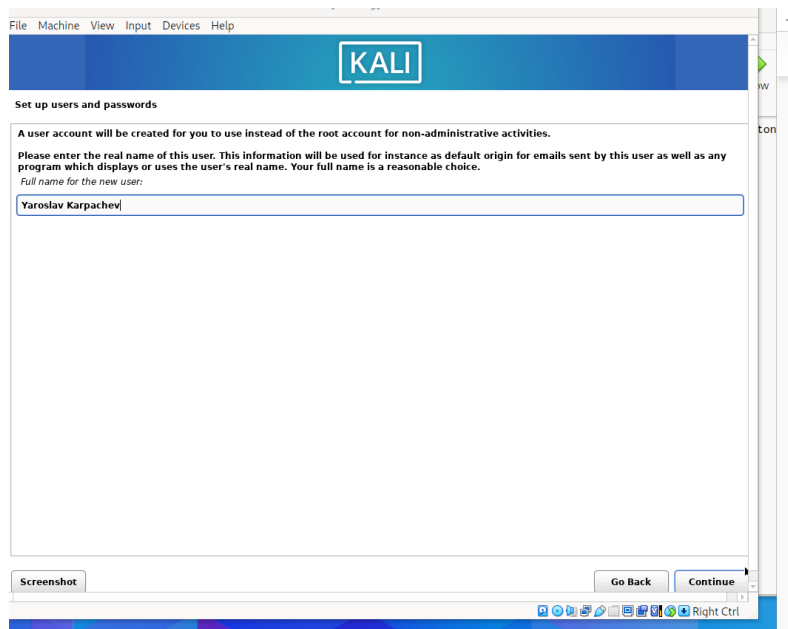 File Machine View Input Devices Help
KALI
ow
Set up users and passwords
ton
A user account will be created for you to use instead of the root account for non-administrative activities.
Please enter the real name of this user. This information will be used for instance as default origin for emails sent by this user as well as any
program which displays or uses the user's real name. Your full name is a reasonable choice.
Full name for the new user:
Yaroslav Karpachev
Screenshot
Go Back
Continue
Right Ctrl